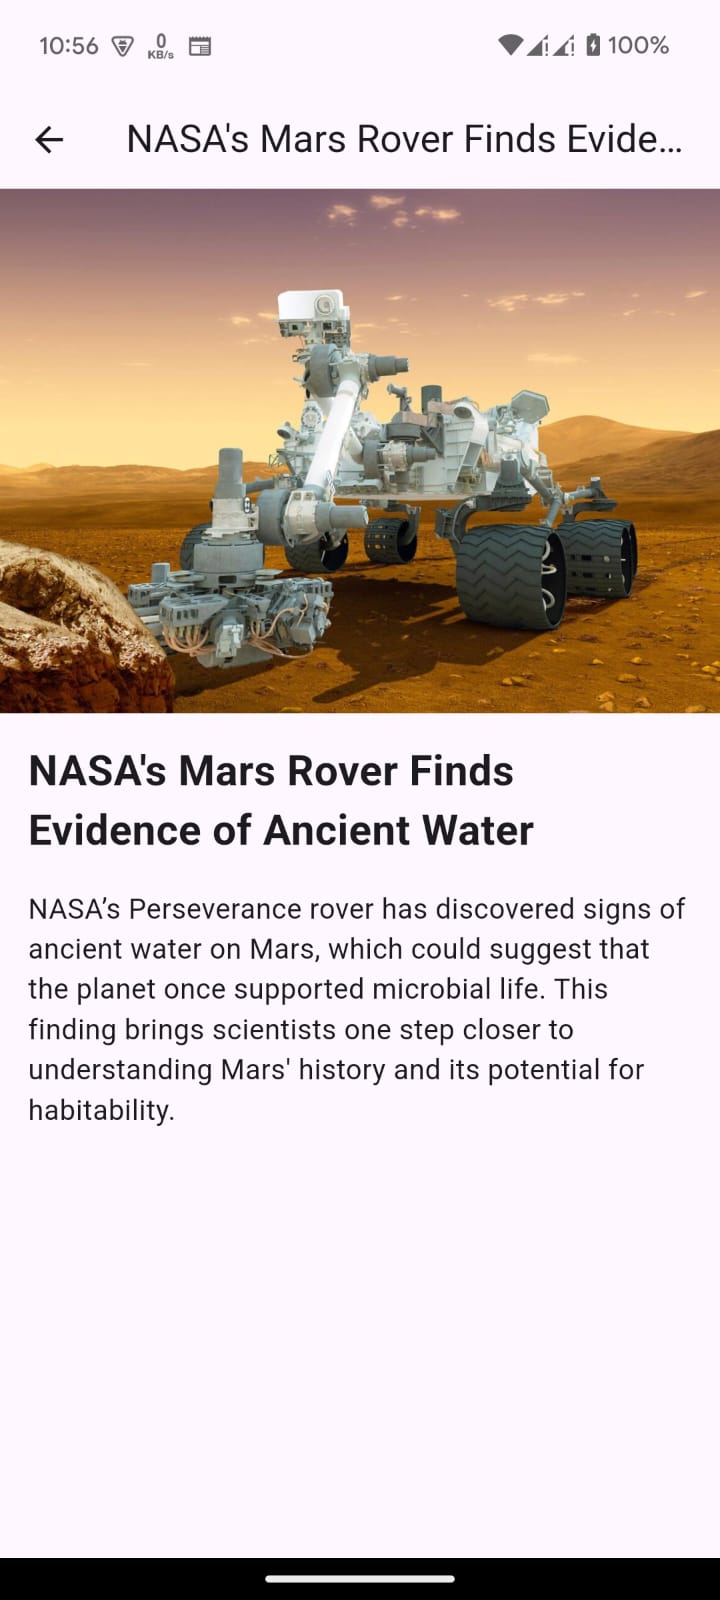 10:56 0 KB/s 100%
NASA's Mars Rover Finds Evide...
NASA's Mars Rover Finds
Evidence of Ancient Water
NASA’s Perseverance rover has discovered signs of
ancient water on Mars, which could suggest that
the planet once supported microbial life. This
finding brings scientists one step closer to
understanding Mars' history and its potential for
habitability.